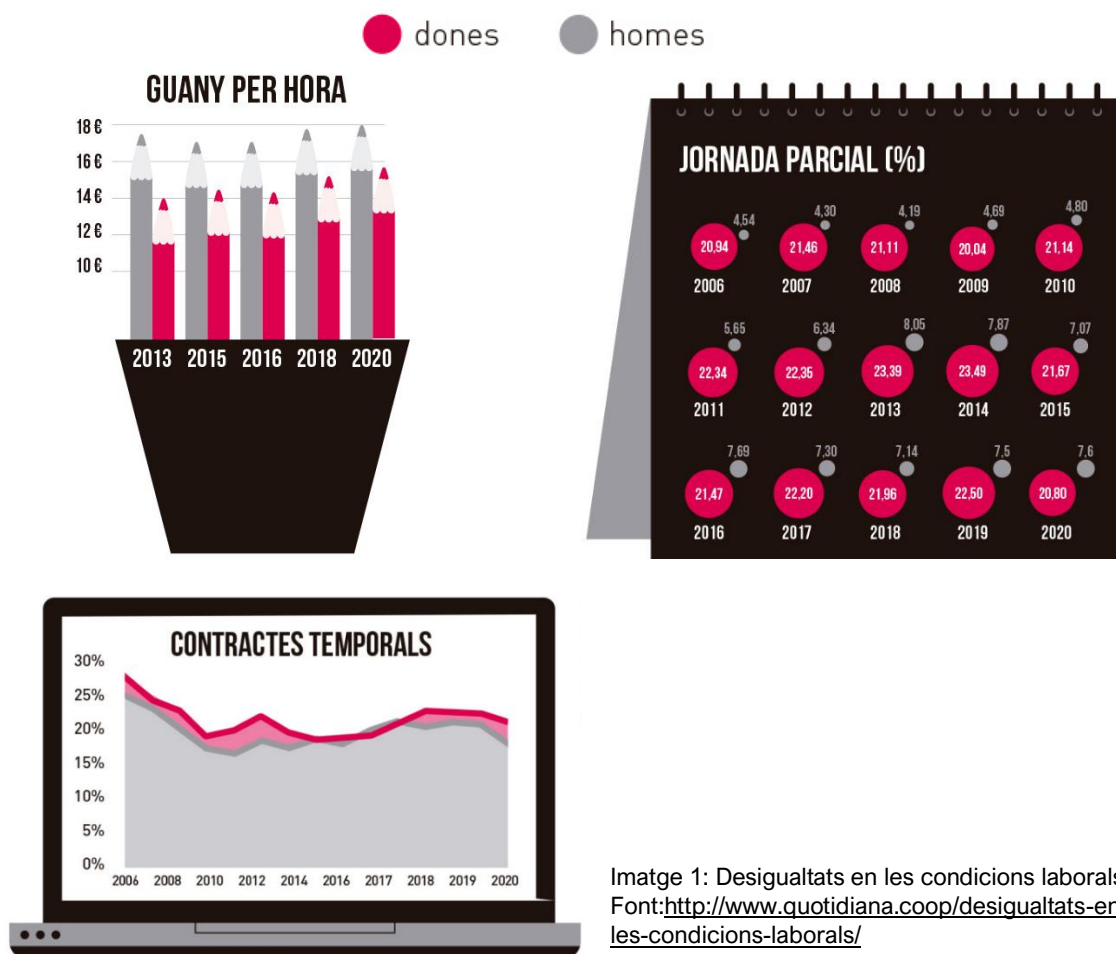 dones homes
GUANY PER HORA
18 €
16 €
14 €
12 €
10 €
2013 2015 2016 2018 2020
JORNADA PARCIAL (%)
4,54 4,30 4,19 4,69 4,80
20,94 21,46 21,11 20,04 21,14
2006 2007 2008 2009 2010
5,65 6,34 8,05 7,87 7,07
22,34 22,35 23,39 23,49 21,67
2011 2012 2013 2014 2015
7,69 7,30 7,14 7,5 7,6
21,47 22,20 21,96 22,50 20,80
2016 2017 2018 2019 2020
CONTRACTES TEMPORALS
30%
25%
20%
15%
10%
5%
0%
2006 2008 2010 2012 2014 2016 2017 2018 2019 2020
Imatge 1: Desigualtats en les condicions laborals
Font:http://www.quotidiana.coop/desigualtats-en
les-condicions-laborals/